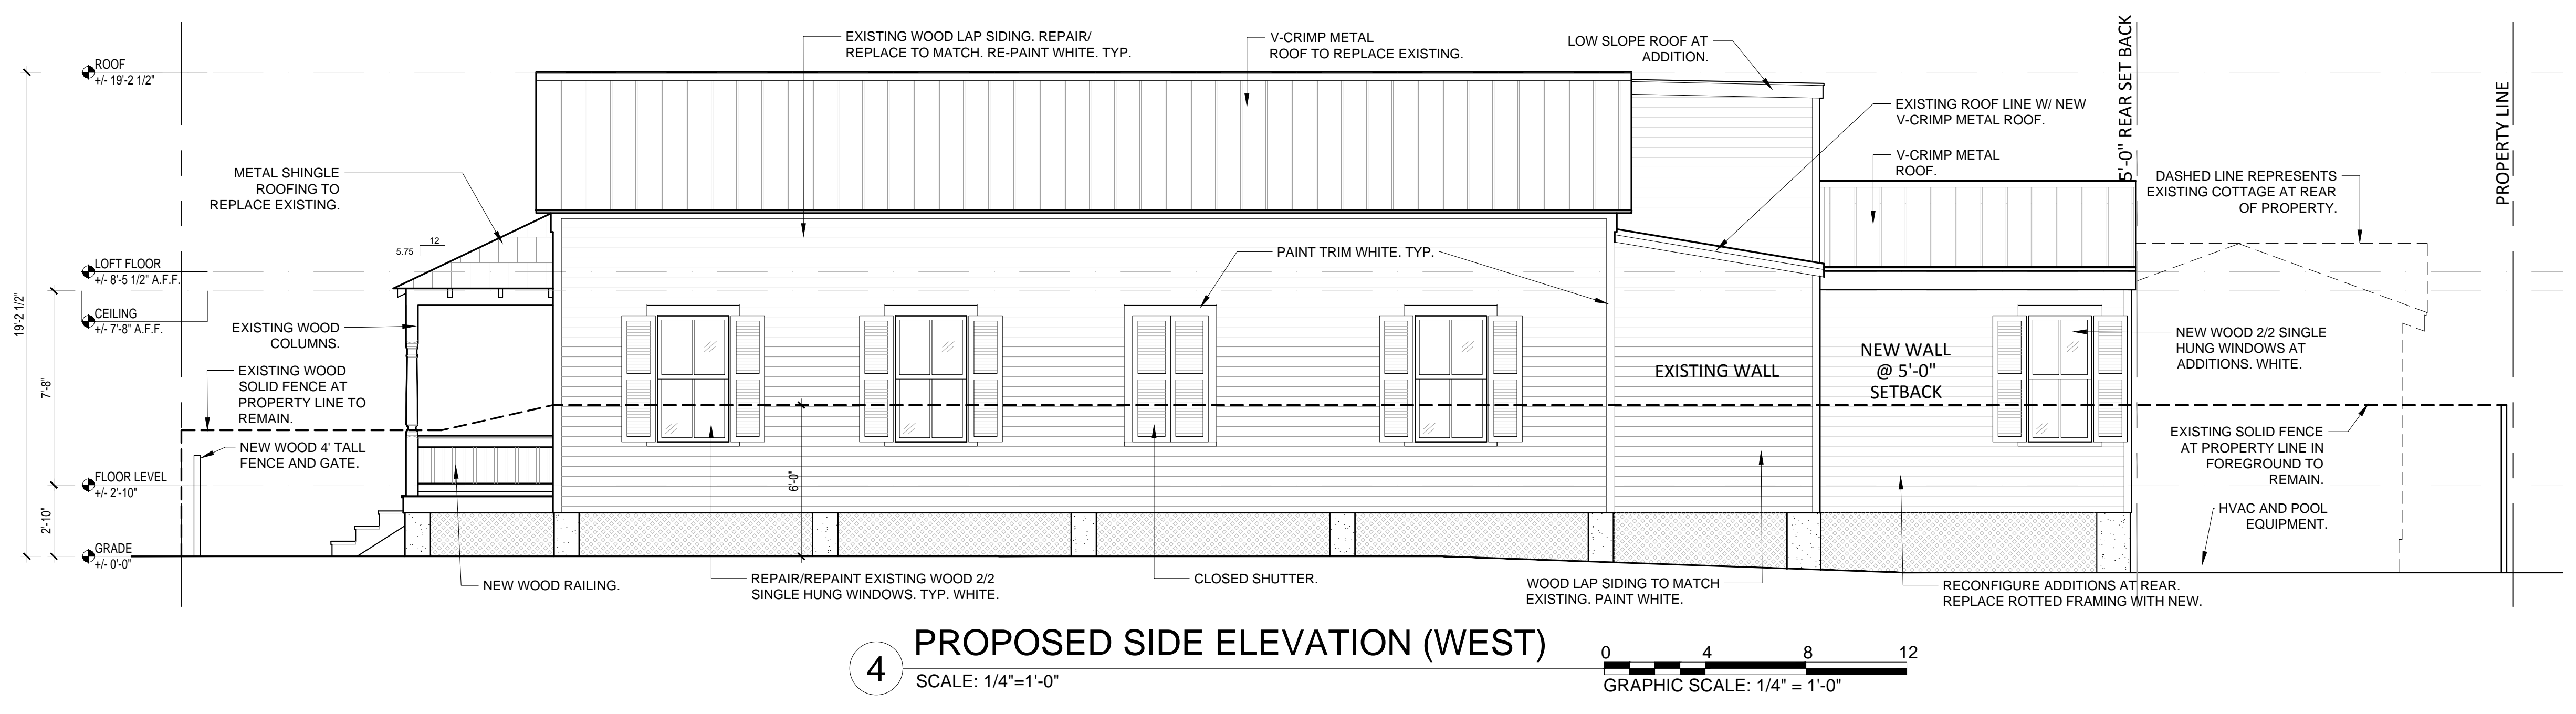 EXISTING WOOD LAP SIDING. REPAIR/
REPLACE TO MATCH. RE-PAINT WHITE. TYP.
V-CRIMP METAL
ROOF TO REPLACE EXISTING.
LOW SLOPE ROOF AT
ADDITION.
5'-0" REAR SET BACK
PROPERTY LINE
ROOF
+/- 19'-2 1/2"
EXISTING ROOF LINE W/ NEW
V-CRIMP METAL ROOF.
V-CRIMP METAL
ROOF.
METAL SHINGLE
ROOFING TO
REPLACE EXISTING.
DASHED LINE REPRESENTS
EXISTING COTTAGE AT REAR
OF PROPERTY.
12
5.75
PAINT TRIM WHITE. TYP.
LOFT FLOOR
+/- 8'-5 1/2" A.F.F.
CEILING
+/- 7'-8" A.F.F.
19'-2 1/2"
7'-8"
2'-10"
EXISTING WOOD
COLUMNS.
EXISTING WOOD
SOLID FENCE AT
PROPERTY LINE TO
REMAIN.
NEW WOOD 4' TALL
FENCE AND GATE.
EXISTING WALL
NEW WALL
@ 5'-0"
SETBACK
NEW WOOD 2/2 SINGLE
HUNG WINDOWS AT
ADDITIONS. WHITE.
EXISTING SOLID FENCE
AT PROPERTY LINE IN
FOREGROUND TO
REMAIN.
FLOOR LEVEL
+/- 2'-10"
6'-0"
HVAC AND POOL
EQUIPMENT.
GRADE
+/- 0'-0"
NEW WOOD RAILING.
REPAIR/REPAINT EXISTING WOOD 2/2
SINGLE HUNG WINDOWS. TYP. WHITE.
CLOSED SHUTTER.
WOOD LAP SIDING TO MATCH
EXISTING. PAINT WHITE.
RECONFIGURE ADDITIONS AT REAR.
REPLACE ROTTED FRAMING WITH NEW.
4
PROPOSED SIDE ELEVATION (WEST)
SCALE: 1/4"=1'-0"
0 4 8 12
GRAPHIC SCALE: 1/4" = 1'-0"